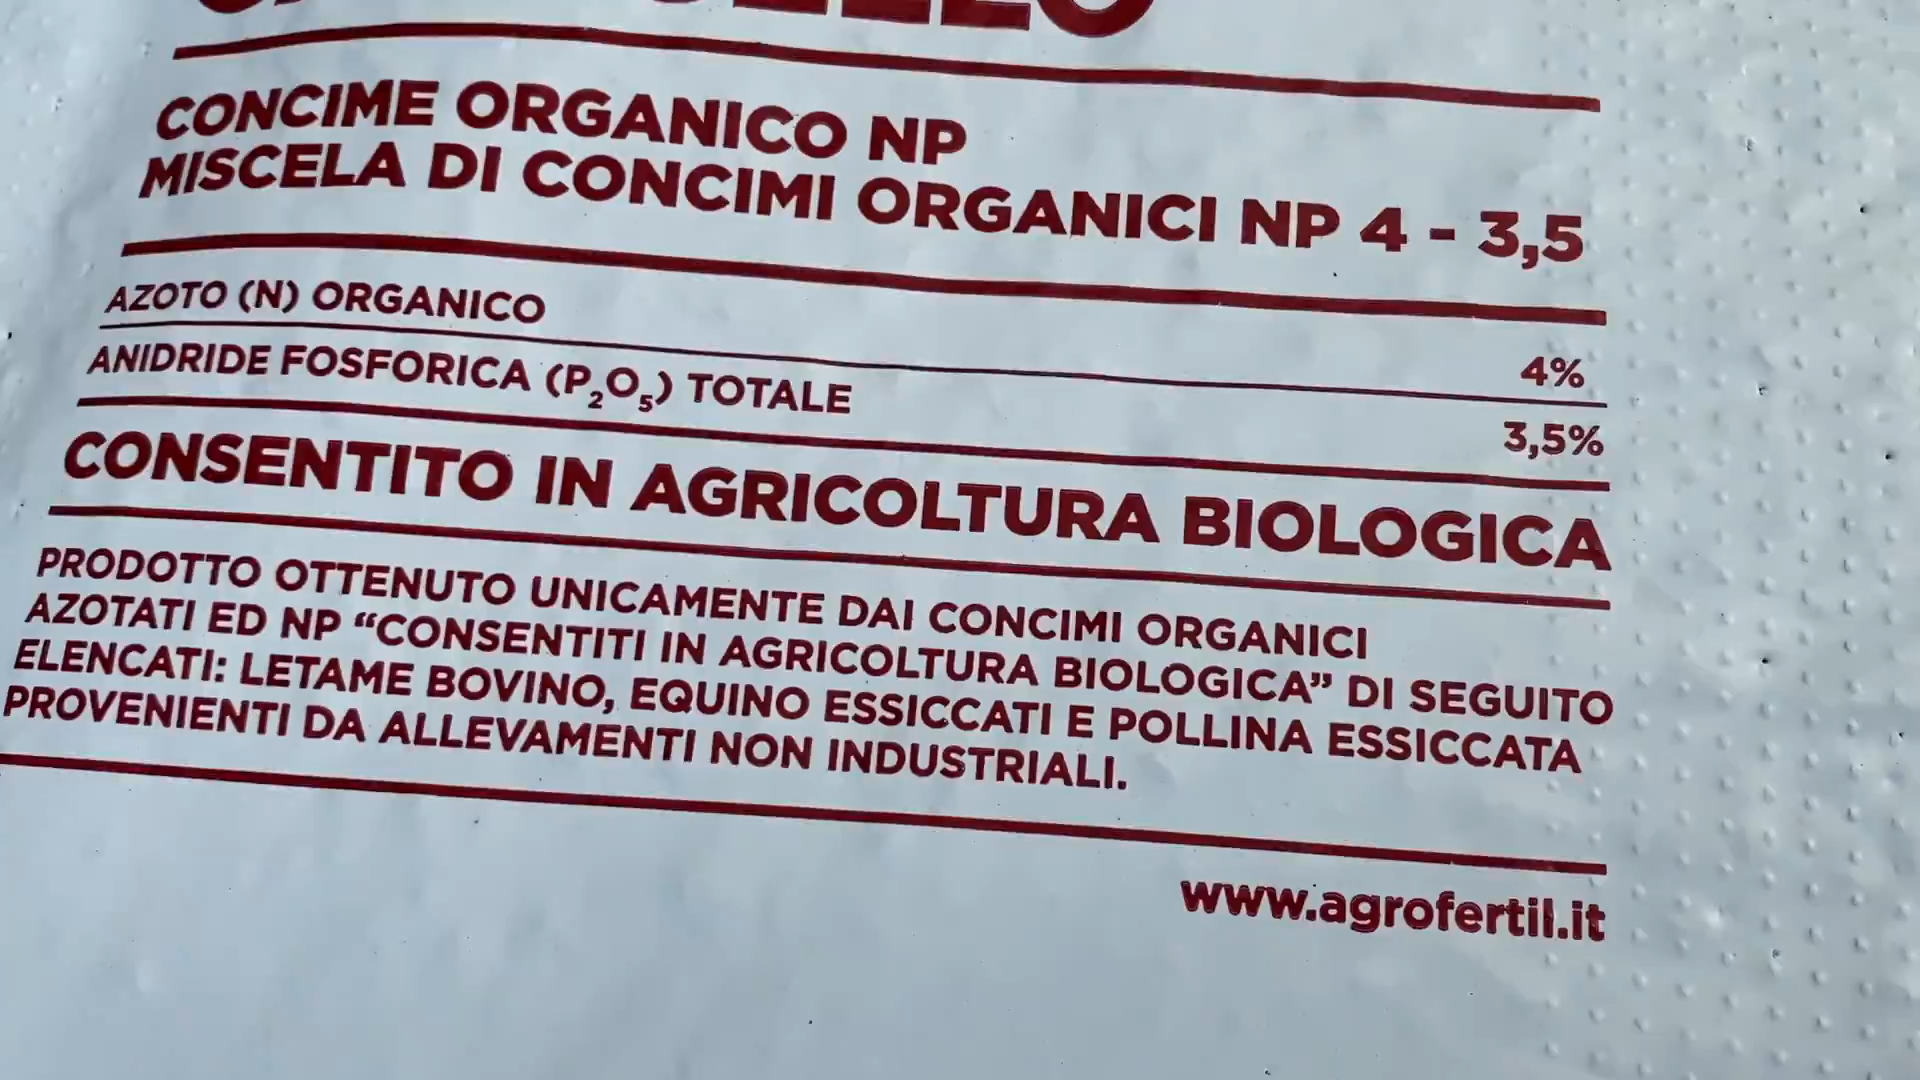 CONCIME ORGANICO NP
MISCELA DI CONCIMI ORGANICI NP 4 - 3,5
AZOTO (N) ORGANICO 4%
ANIDRIDE FOSFORICA (P₂O₅) TOTALE 3,5%
CONSENTITO IN AGRICOLTURA BIOLOGICA
PRODOTTO OTTENUTO UNICAMENTE DAI CONCIMI ORGANICI
AZOTATI ED NP “CONSENTITI IN AGRICOLTURA BIOLOGICA” DI SEGUITO
ELENCATI: LETAME BOVINO, EQUINO ESSICCATI E POLLINA ESSICCATA
PROVENIENTI DA ALLEVAMENTI NON INDUSTRIALI.
www.agrofertil.it